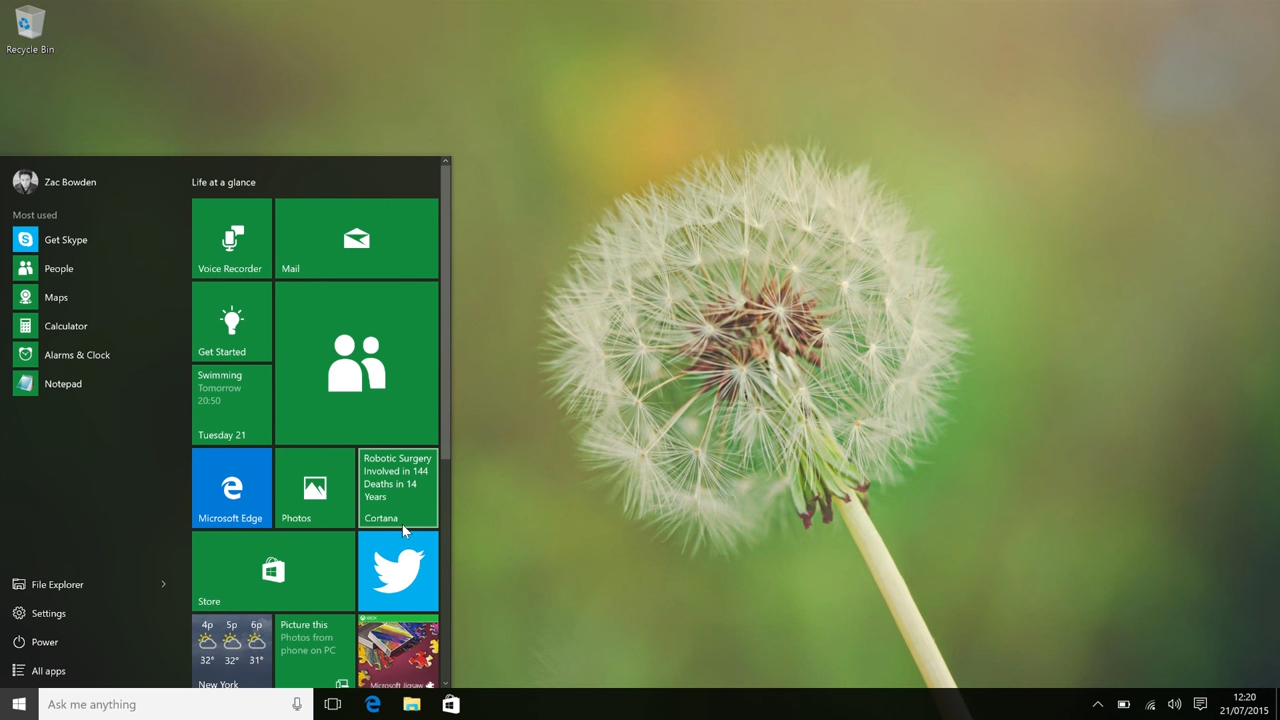 Recycle Bin
Zac Bowden
Most used
Get Skype
People
Maps
Calculator
Alarms & Clock
Notepad
File Explorer
Settings
Power
All apps
Life at a glance
Voice Recorder
Mail
Get Started
Swimming
Tomorrow
20:50
Tuesday 21
Microsoft Edge
Photos
Robotic Surgery
Involved in 144
Deaths in 14
Years
Cortana
Store
4p 5p 6p
32° 32° 31°
New York
Picture this
Photos from
phone on PC
XBOX
Microsoft Jigsaw
Ask me anything
12:20
21/07/2015